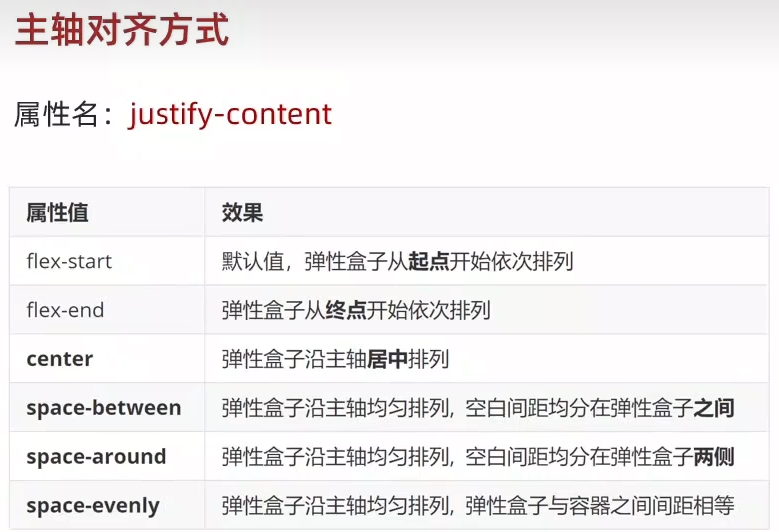 主轴对齐方式
属性名：justify-content
属性值 效果
flex-start 默认值，弹性盒子从起点开始依次排列
flex-end 弹性盒子从终点开始依次排列
center 弹性盒子沿主轴居中排列
space-between 弹性盒子沿主轴均匀排列, 空白间距均分在弹性盒子之间
space-around 弹性盒子沿主轴均匀排列, 空白间距均分在弹性盒子两侧
space-evenly 弹性盒子沿主轴均匀排列, 弹性盒子与容器之间间距相等